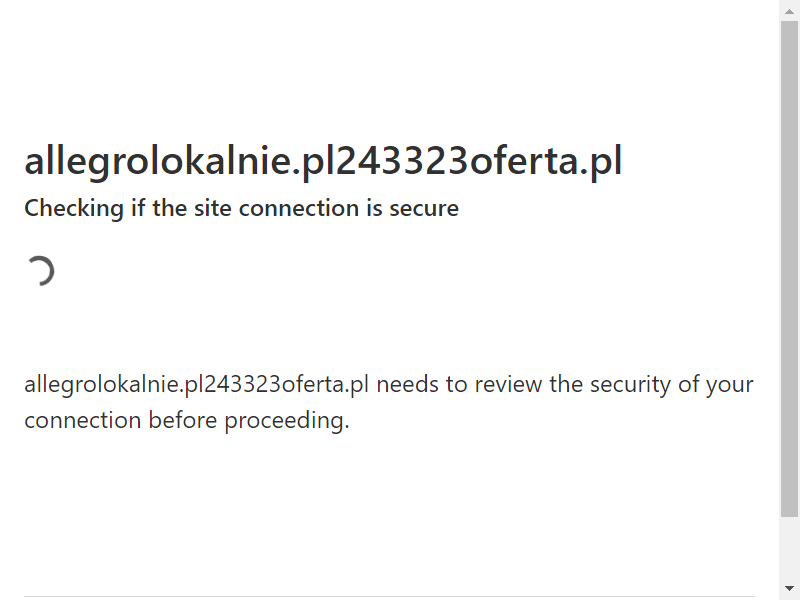 allegrolokalnie.pl243323oferta.pl
Checking if the site connection is secure
allegrolokalnie.pl243323oferta.pl needs to review the security of your
connection before proceeding.